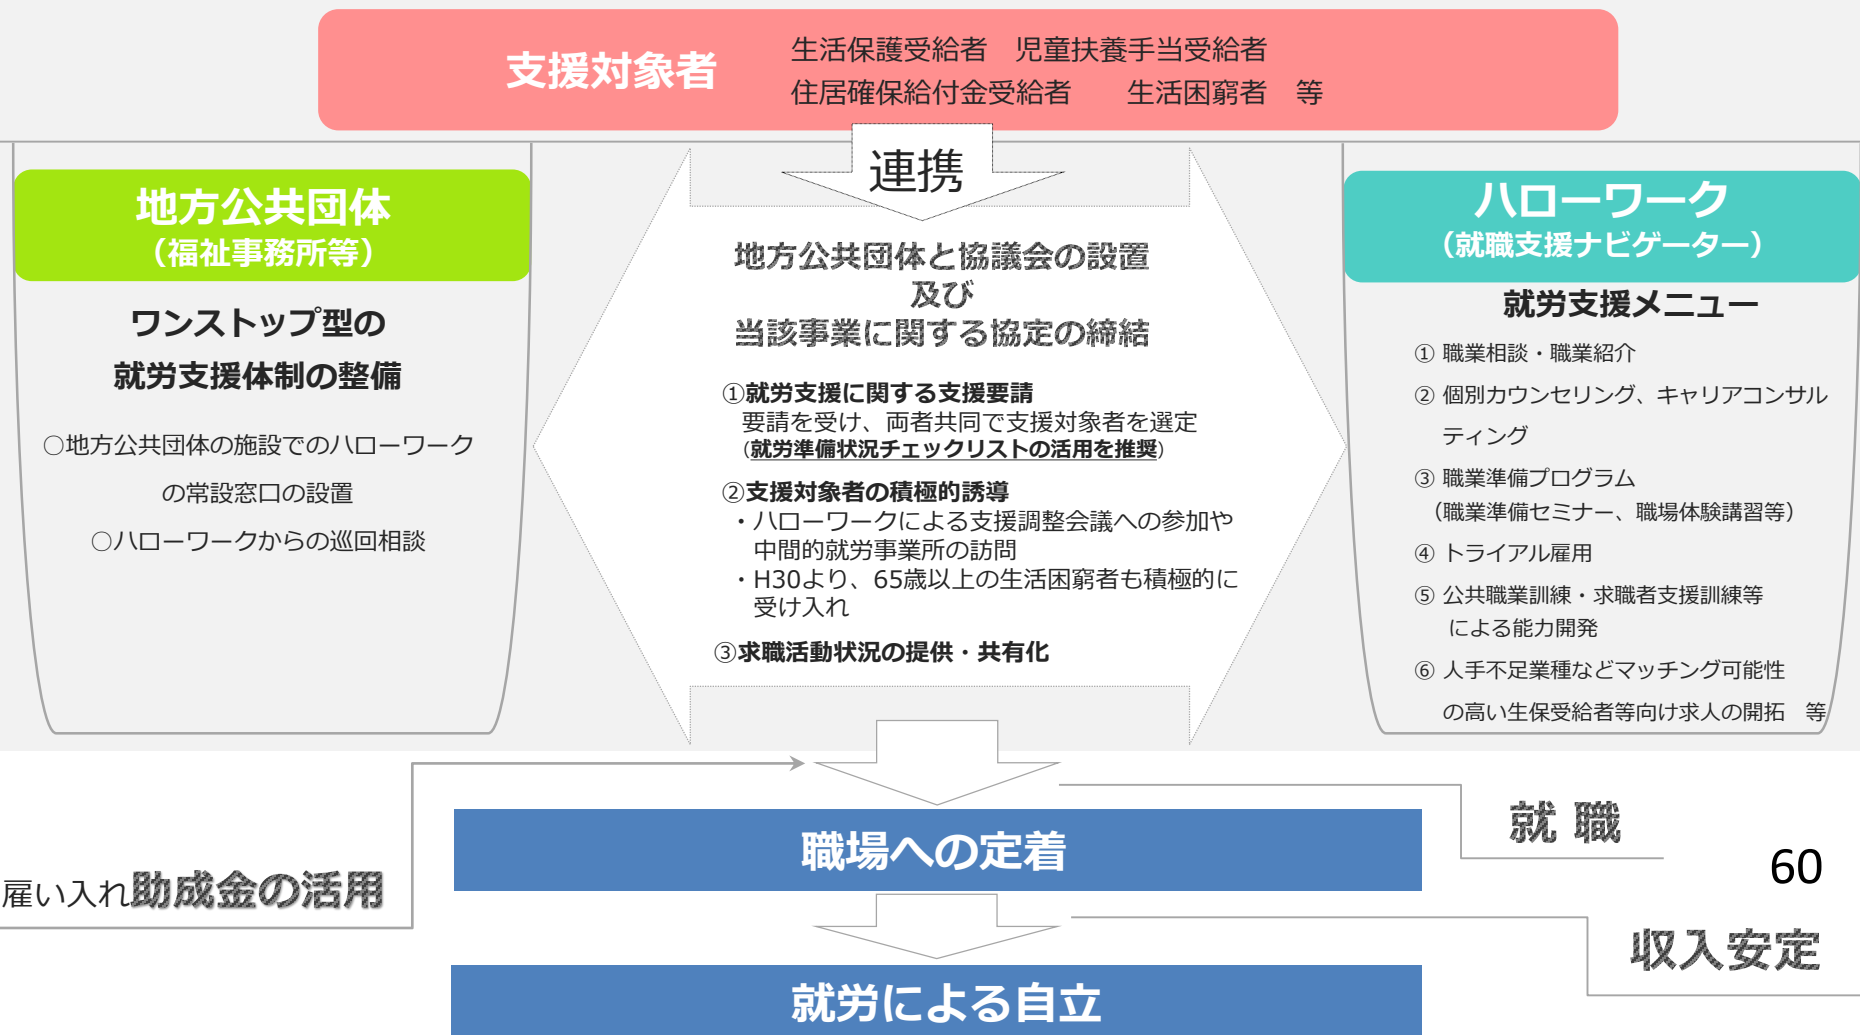 支援対象者
生活保護受給者　児童扶養手当受給者
住居確保給付金受給者　　生活困窮者　等
連携
地方公共団体
（福祉事務所等）
ワンストップ型の
就労支援体制の整備
○地方公共団体の施設でのハローワーク
の常設窓口の設置
○ハローワークからの巡回相談
地方公共団体と協議会の設置
及び
当該事業に関する協定の締結
①就労支援に関する支援要請
要請を受け、両者共同で支援対象者を選定
（就労準備状況チェックリストの活用を推奨）
②支援対象者の積極的誘導
・ハローワークによる支援調整会議への参加や
中間的就労事業所の訪問
・H30より、65歳以上の生活困窮者も積極的に
受け入れ
③求職活動状況の提供・共有化
ハローワーク
（就職支援ナビゲーター）
就労支援メニュー
① 職業相談・職業紹介
② 個別カウンセリング、キャリアコンサル
ティング
③ 職業準備プログラム
（職業準備セミナー、職場体験講習等）
④ トライアル雇用
⑤ 公共職業訓練・求職者支援訓練等
による能力開発
⑥ 人手不足業種などマッチング可能性
の高い生保受給者等向け求人の開拓　等
就 職
職場への定着
60
雇い入れ助成金の活用
収入安定
就労による自立